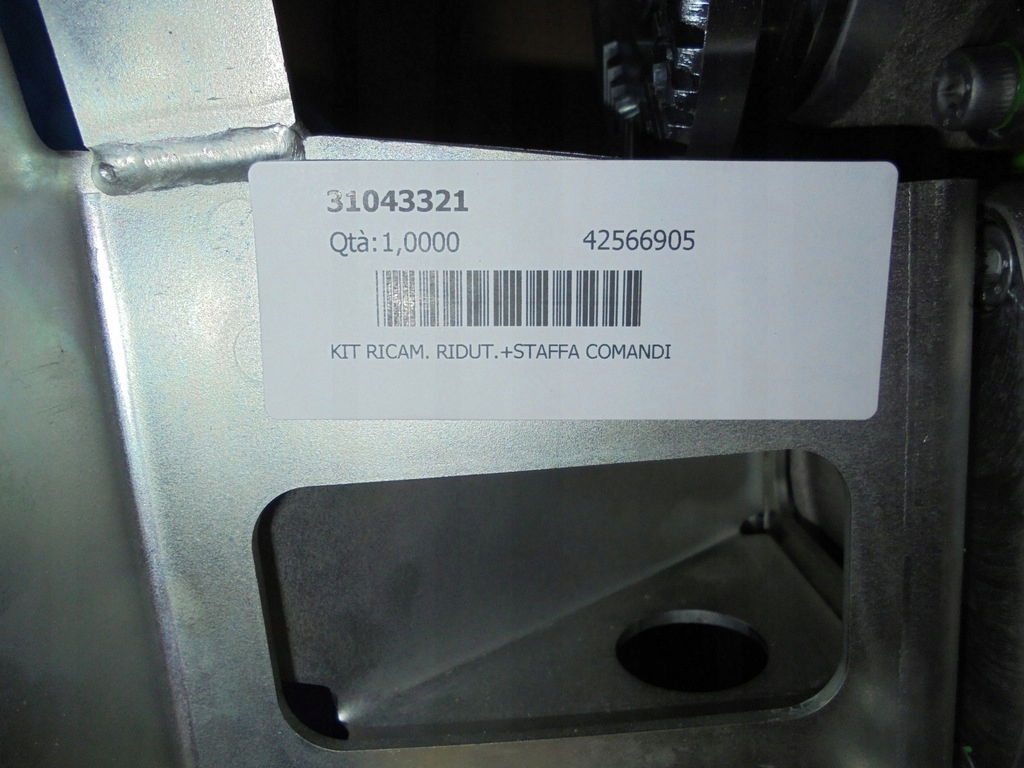 31043321
Qtà:1,0000 42566905
KIT RICAM. RIDUT.+STAFFA COMANDI